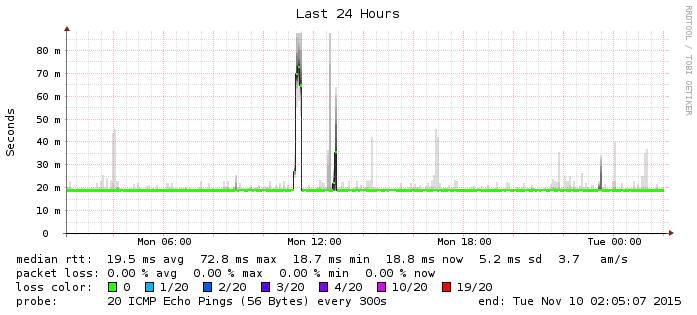 Last 24 Hours
RRDTOOL / TOBI OETIKER
Seconds
80 m
70 m
60 m
50 m
40 m
30 m
20 m
10 m
0
Mon 06:00 Mon 12:00 Mon 18:00 Tue 00:00
median rtt: 19.5 ms avg 72.8 ms max 18.7 ms min 18.8 ms now 5.2 ms sd 3.7 am/s
packet loss: 0.00 % avg 0.00 % max 0.00 % min 0.00 % now
loss color: 0 1/20 2/20 3/20 4/20 10/20 19/20
probe: 20 ICMP Echo Pings (56 Bytes) every 300s end: Tue Nov 10 02:05:07 2015